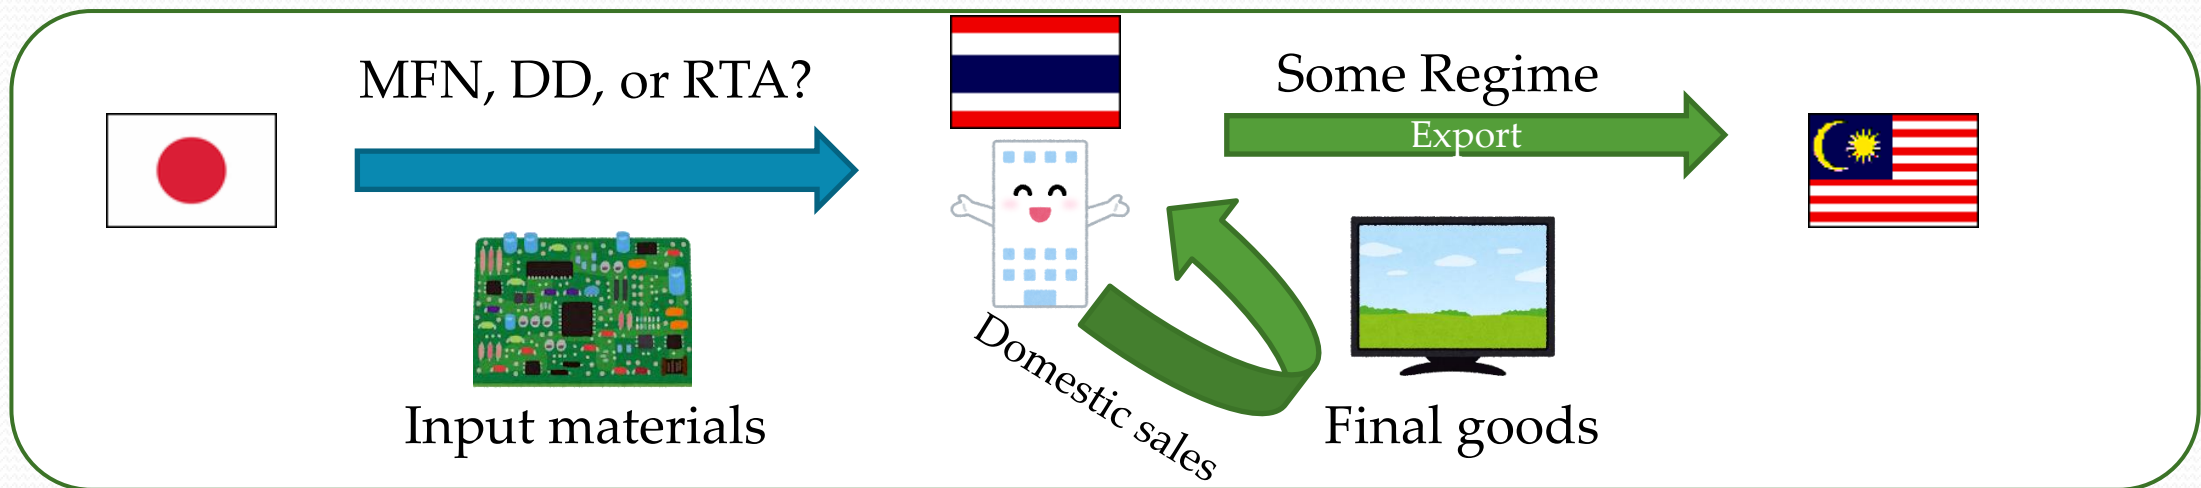 MFN, DD, or RTA?
Some Regime
Export
Input materials
Domestic sales
Final goods